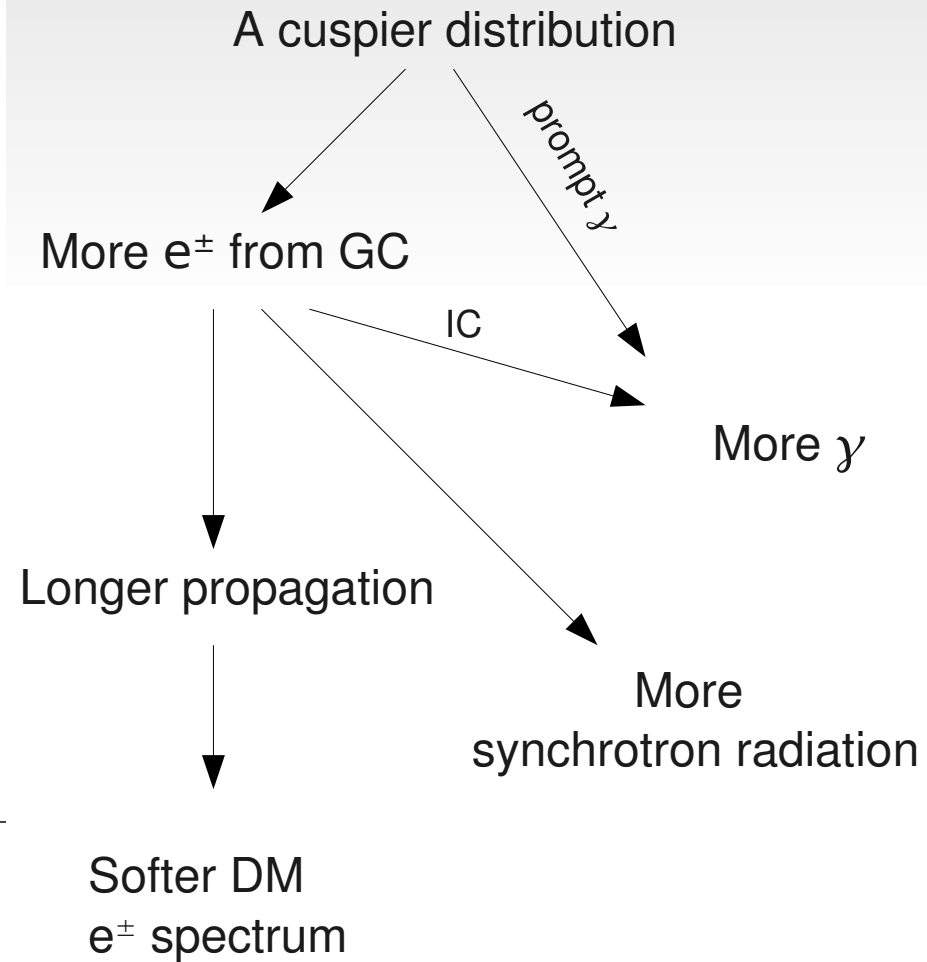 A cuspier distribution
prompt γ
More e± from GC
IC
More γ
Longer propagation
More
synchrotron radiation
Softer DM
e± spectrum